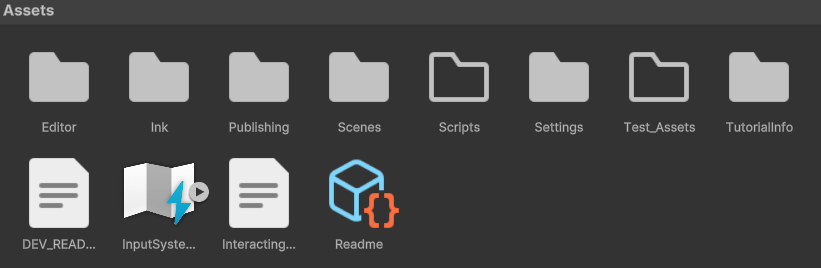 Assets
Editor Ink Publishing Scenes Scripts Settings Test_Assets TutorialInfo
DEV_READ... InputSyste... Interacting... Readme